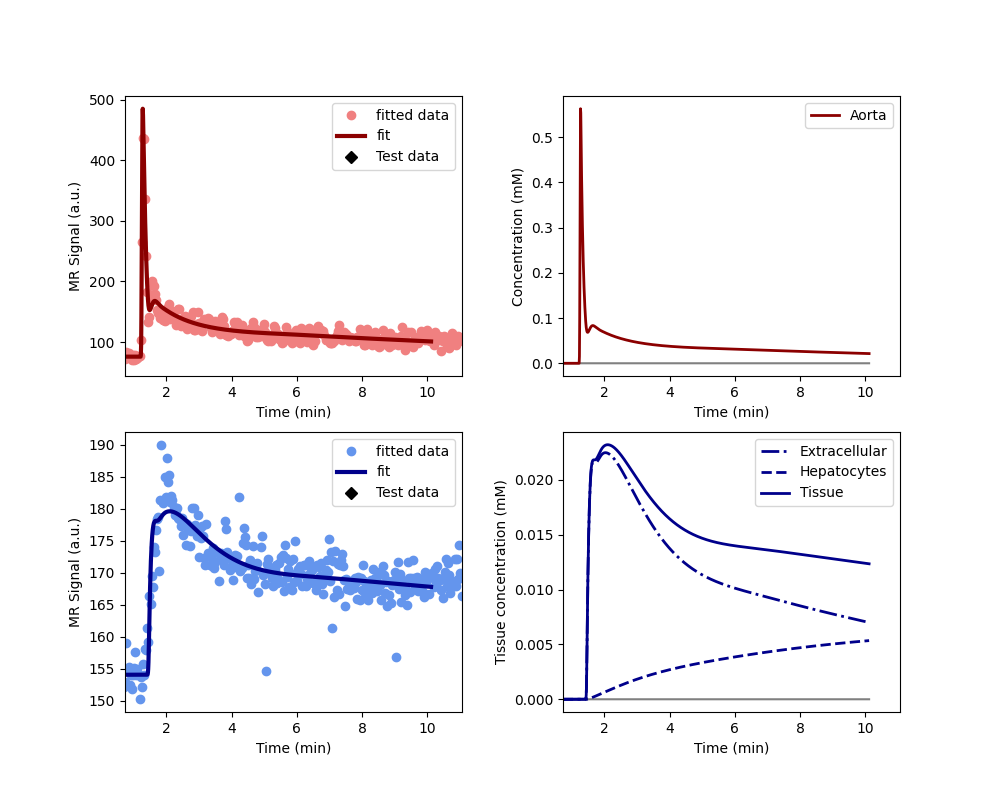 500
400
300
200
100
MR Signal (a.u.)
fitted data
fit
Test data
2
4
6
8
10
Time (min)
0.5
0.4
0.3
0.2
0.1
0.0
Concentration (mM)
Aorta
2
4
6
8
10
Time (min)
190
185
180
175
170
165
160
155
150
MR Signal (a.u.)
fitted data
fit
Test data
2
4
6
8
10
Time (min)
0.020
0.015
0.010
0.005
0.000
Tissue concentration (mM)
Extracellular
Hepatocytes
Tissue
2
4
6
8
10
Time (min)